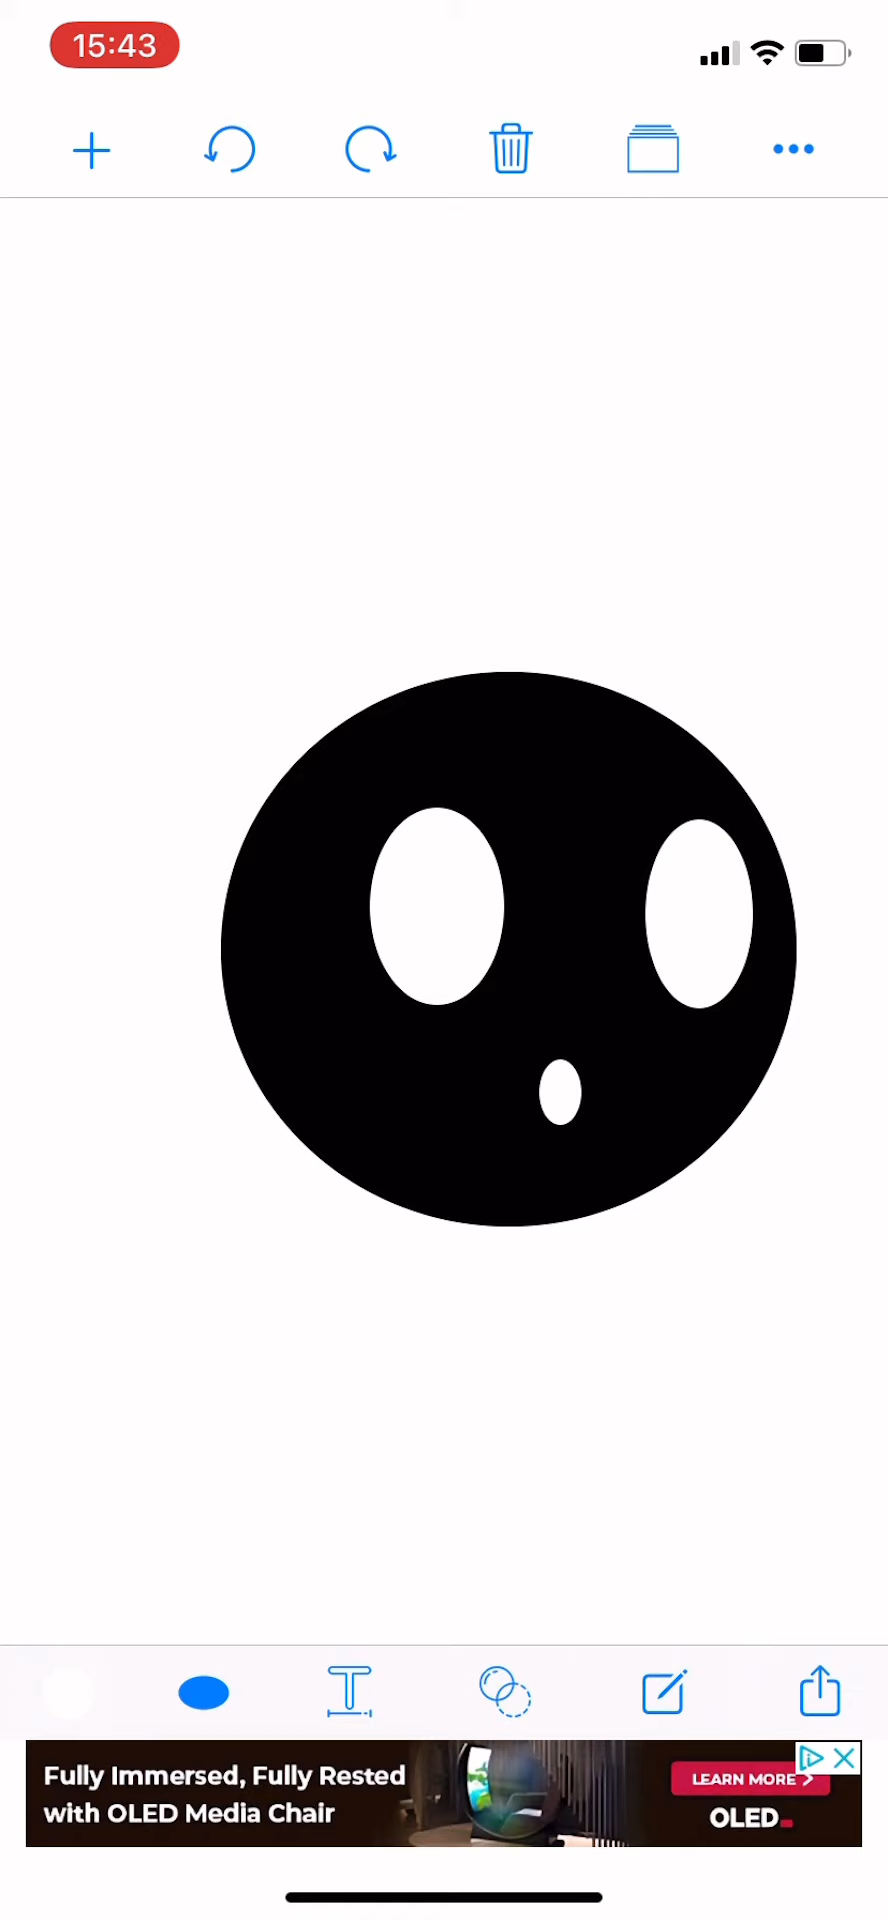 15:43
Fully Immersed, Fully Rested
with OLED Media Chair
LEARN MORE >
OLED